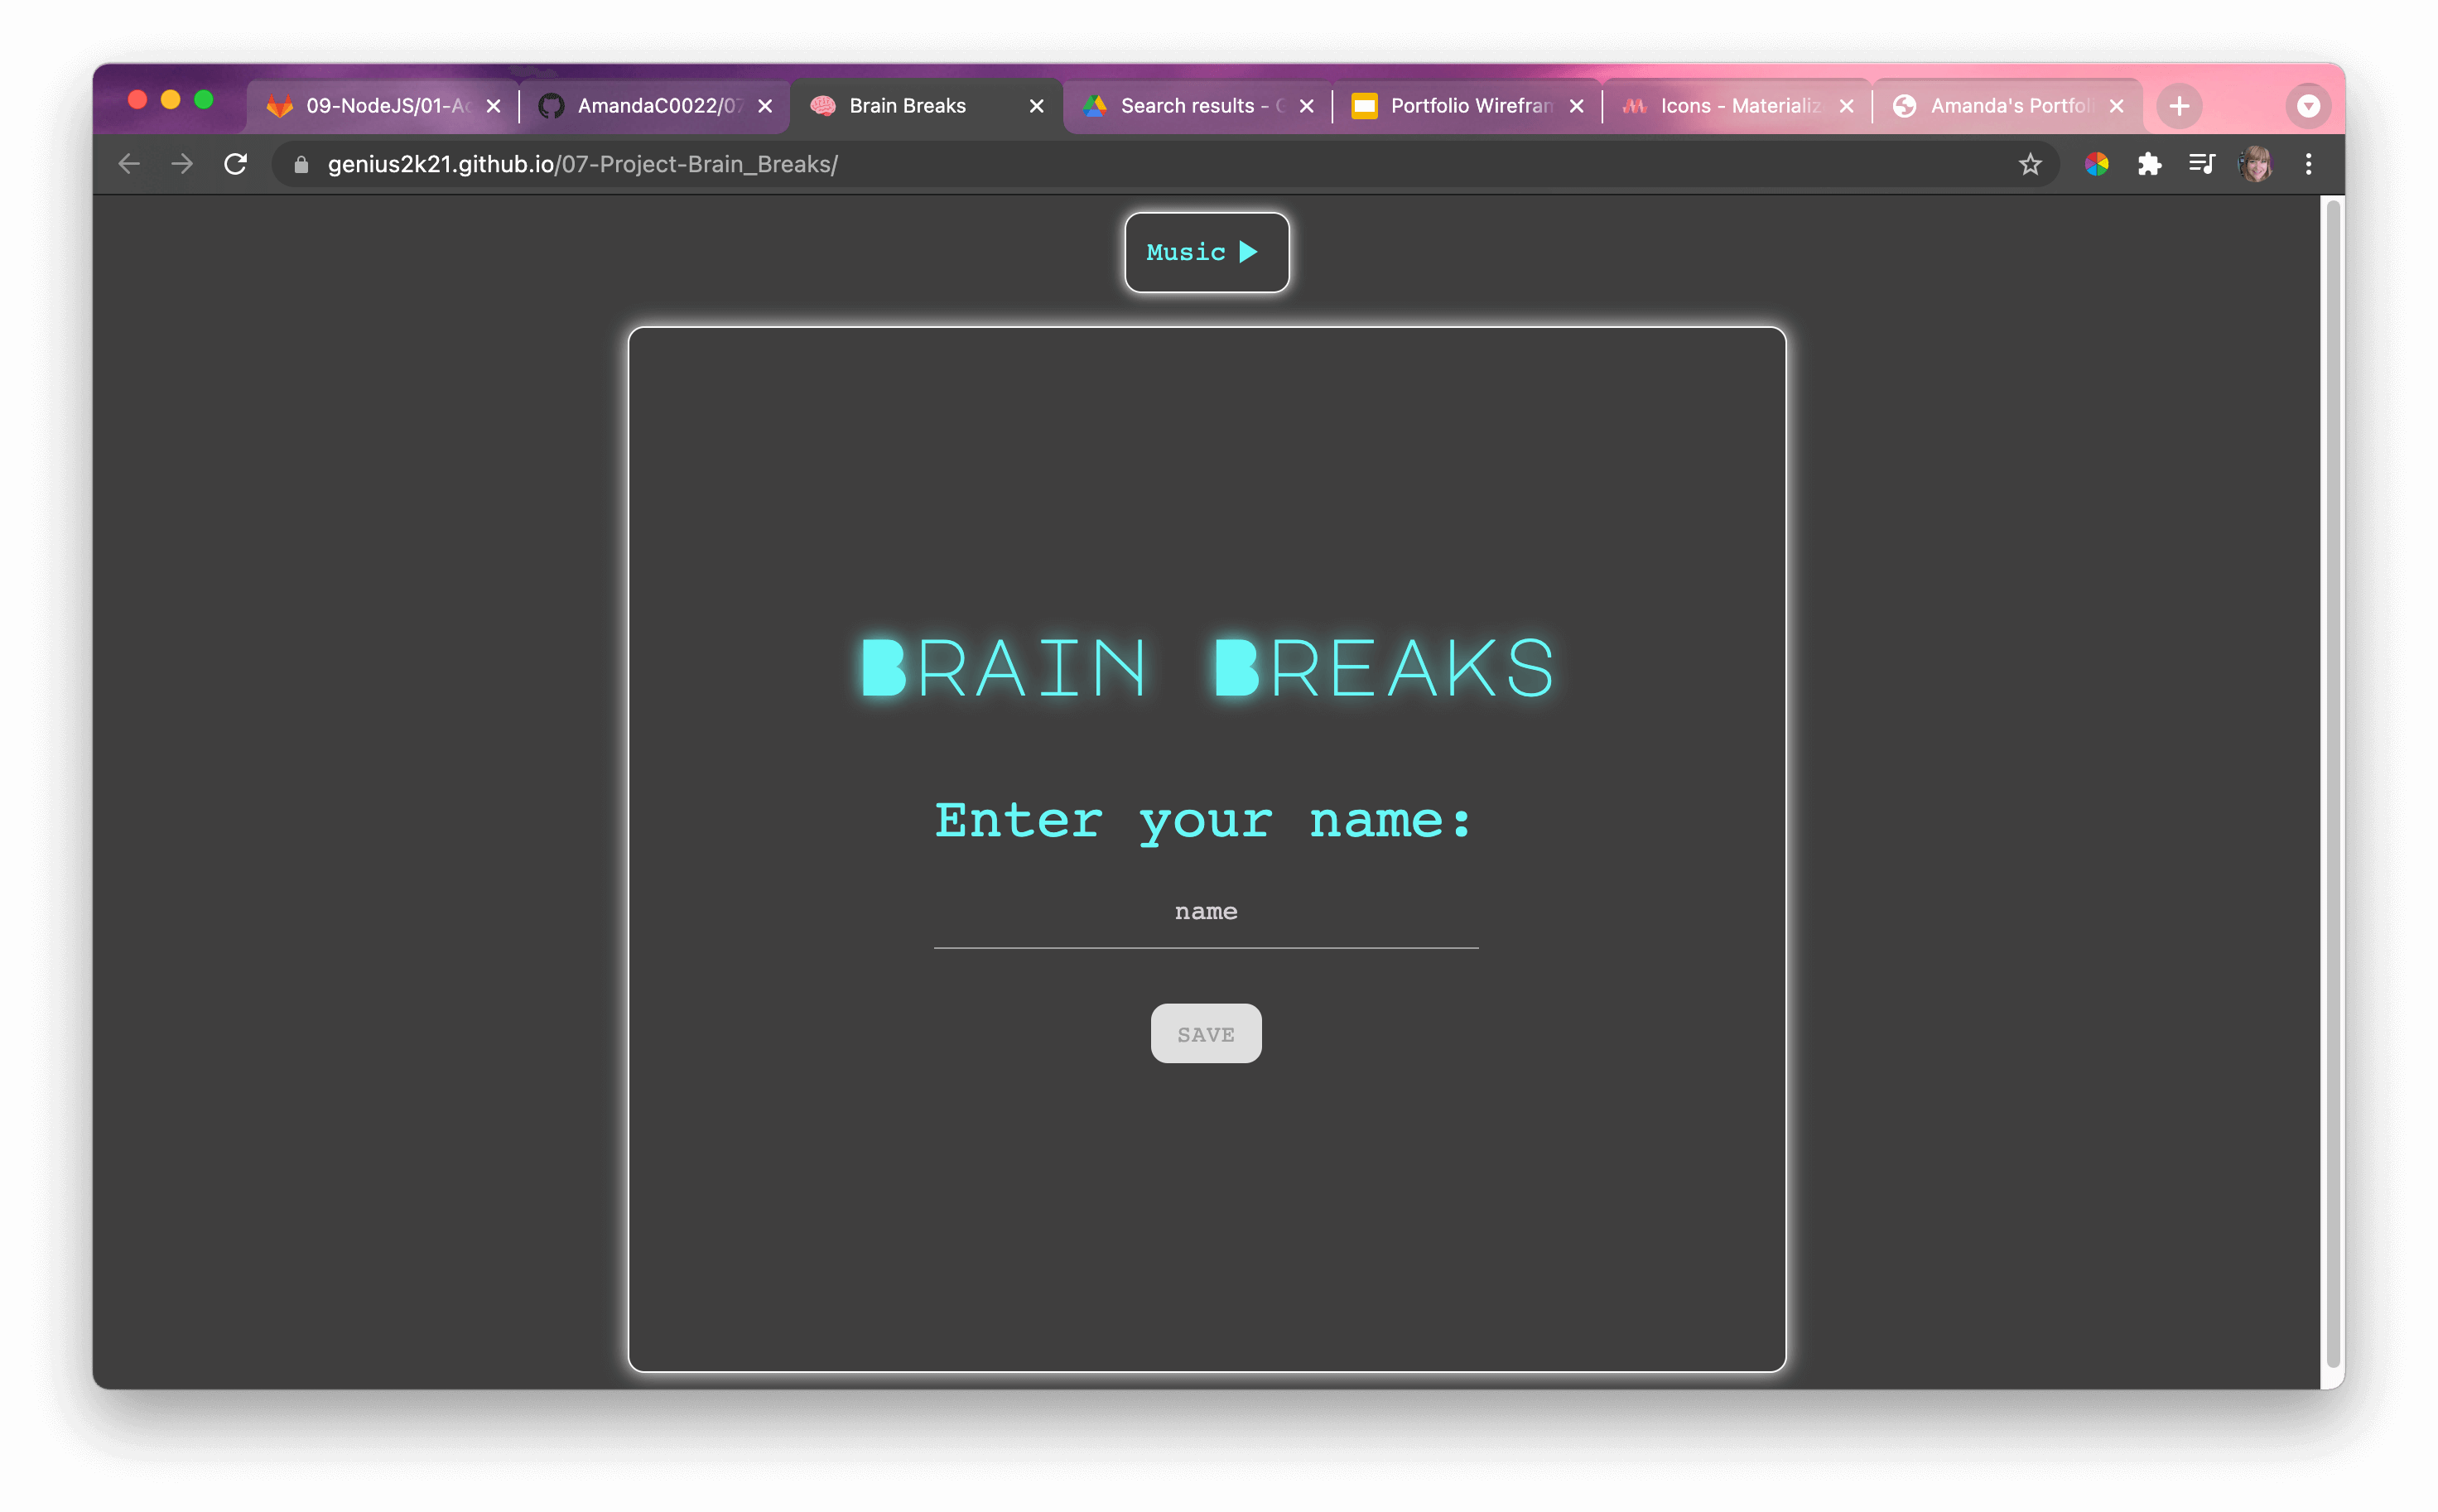 09-NodeJS/01-Ac
AmandaC0022/07
Brain Breaks
Search results - G
Portfolio Wirefran
Icons - Materializ
Amanda's Portfoli
genius2k21.github.io/07-Project-Brain_Breaks/
Music
BRAIN BREAKS
Enter your name:
name
SAVE